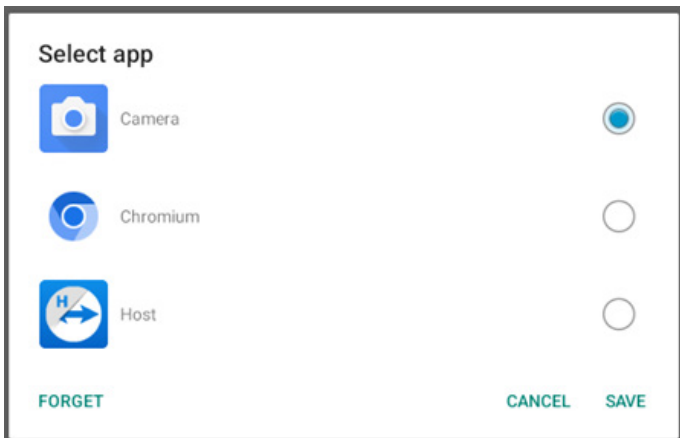 Select app
Camera
Chromium
H
Host
FORGET CANCEL SAVE